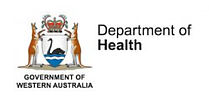 Department of
Health
GOVERNMENT OF
WESTERN AUSTRALIA